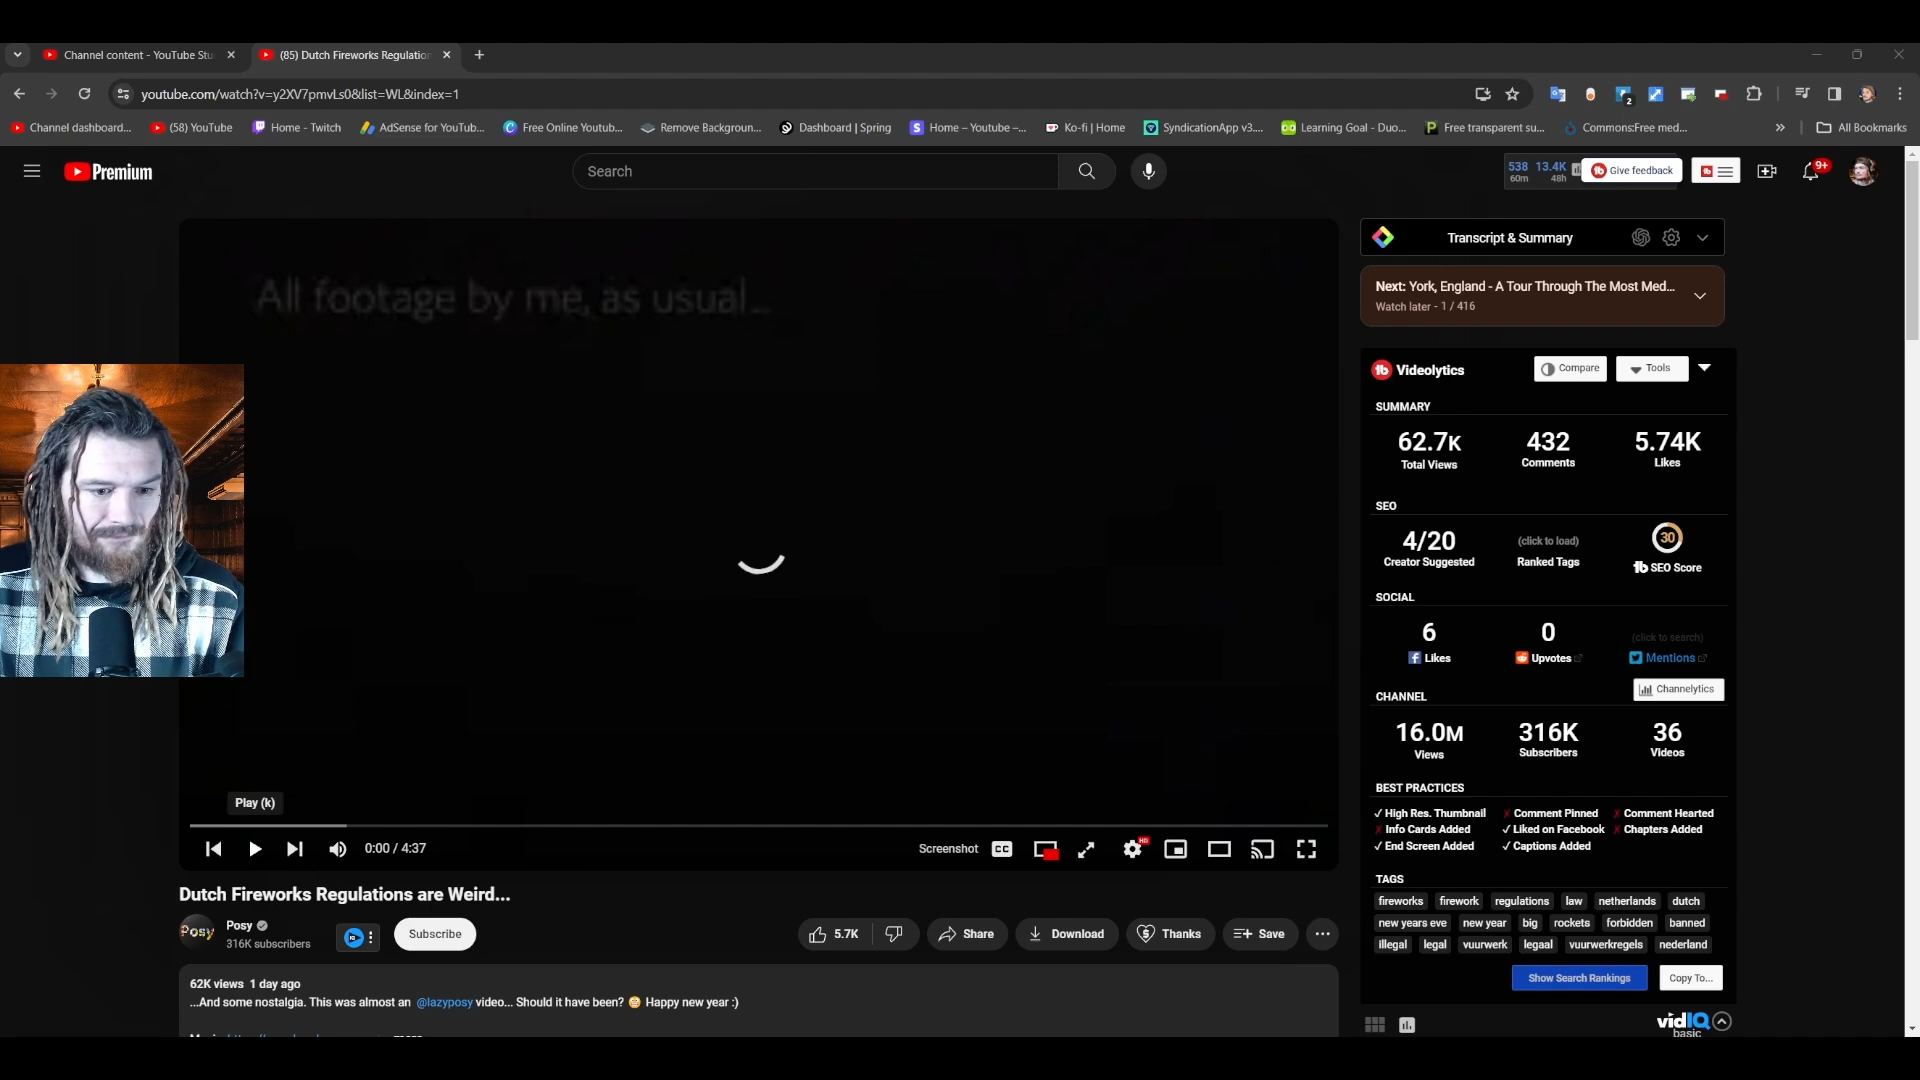 Channel content - YouTube Stu
(85) Dutch Fireworks Regulation
youtube.com/watch?v=y2XV7pmvLs0&list=WL&index=1
2
Channel dashboard...
(58) YouTube
Home - Twitch
AdSense for YouTub...
Free Online Youtub...
Remove Backgroun...
Dashboard | Spring
Home – Youtube –...
Ko-fi | Home
SyndicationApp v3....
Learning Goal - Duo...
Free transparent su...
Commons:Free med...
All Bookmarks
Premium
Search
538 13.4K
60m 48h
Give feedback
9+
All footage by me, as usual...
Transcript & Summary
Next: York, England - A Tour Through The Most Med...
Watch later - 1 / 416
Videolytics
Compare
Tools
SUMMARY
62.7K 432 5.74K
Total Views Comments Likes
SEO
4/20 (click to load) 30
Creator Suggested Ranked Tags tb SEO Score
SOCIAL
6 0 (click to search)
Likes Upvotes Mentions
CHANNEL
Channelytics
16.0M 316K 36
Views Subscribers Videos
BEST PRACTICES
✓ High Res. Thumbnail ✗ Comment Pinned ✗ Comment Hearted
✗ Info Cards Added ✓ Liked on Facebook ✗ Chapters Added
✓ End Screen Added ✓ Captions Added
TAGS
fireworks firework regulations law netherlands dutch
new years eve new year big rockets forbidden banned
illegal legal vuurwerk legaal vuurwerkregels nederland
Show Search Rankings
Copy To...
vidIQ
basic
Play (k)
0:00 / 4:37
Screenshot
CC
HD
Dutch Fireworks Regulations are Weird...
Posy
Posy
316K subscribers
Subscribe
5.7K
Share
Download
Thanks
Save
62K views 1 day ago
...And some nostalgia. This was almost an @lazyposy video... Should it have been? 😳 Happy new year :)